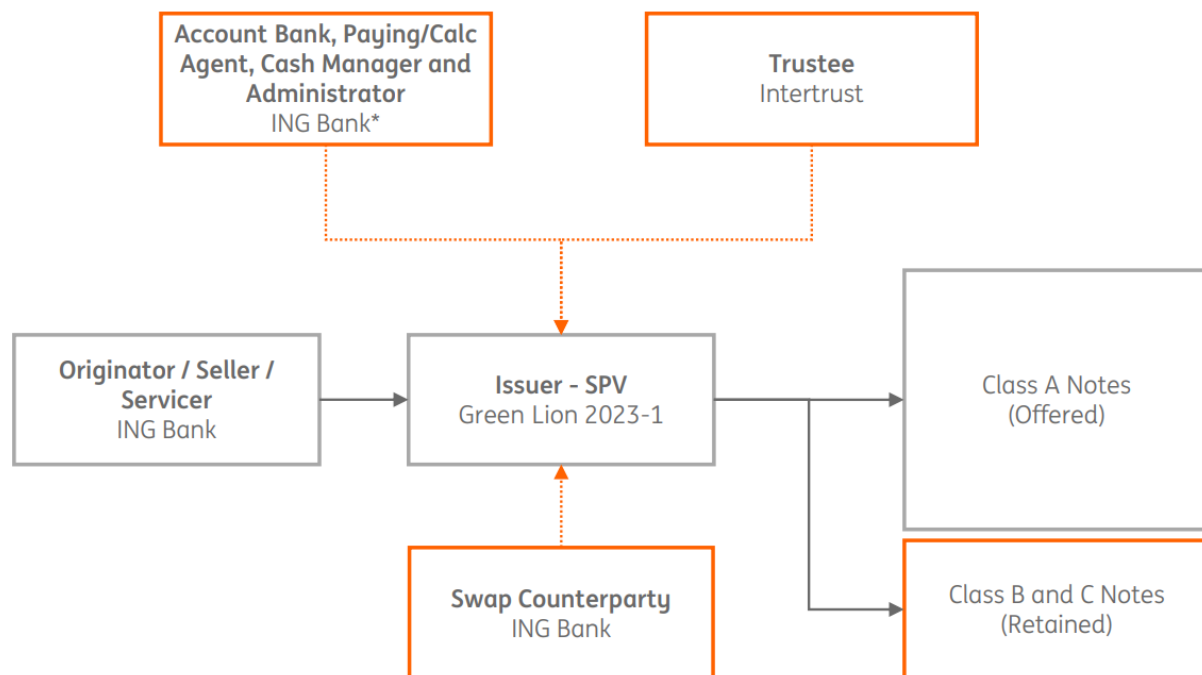 Account Bank, Paying/Calc
Agent, Cash Manager and
Administrator
ING Bank*
Trustee
Intertrust
Originator / Seller /
Servicer
ING Bank
Issuer - SPV
Green Lion 2023-1
Class A Notes
(Offered)
Swap Counterparty
ING Bank
Class B and C Notes
(Retained)